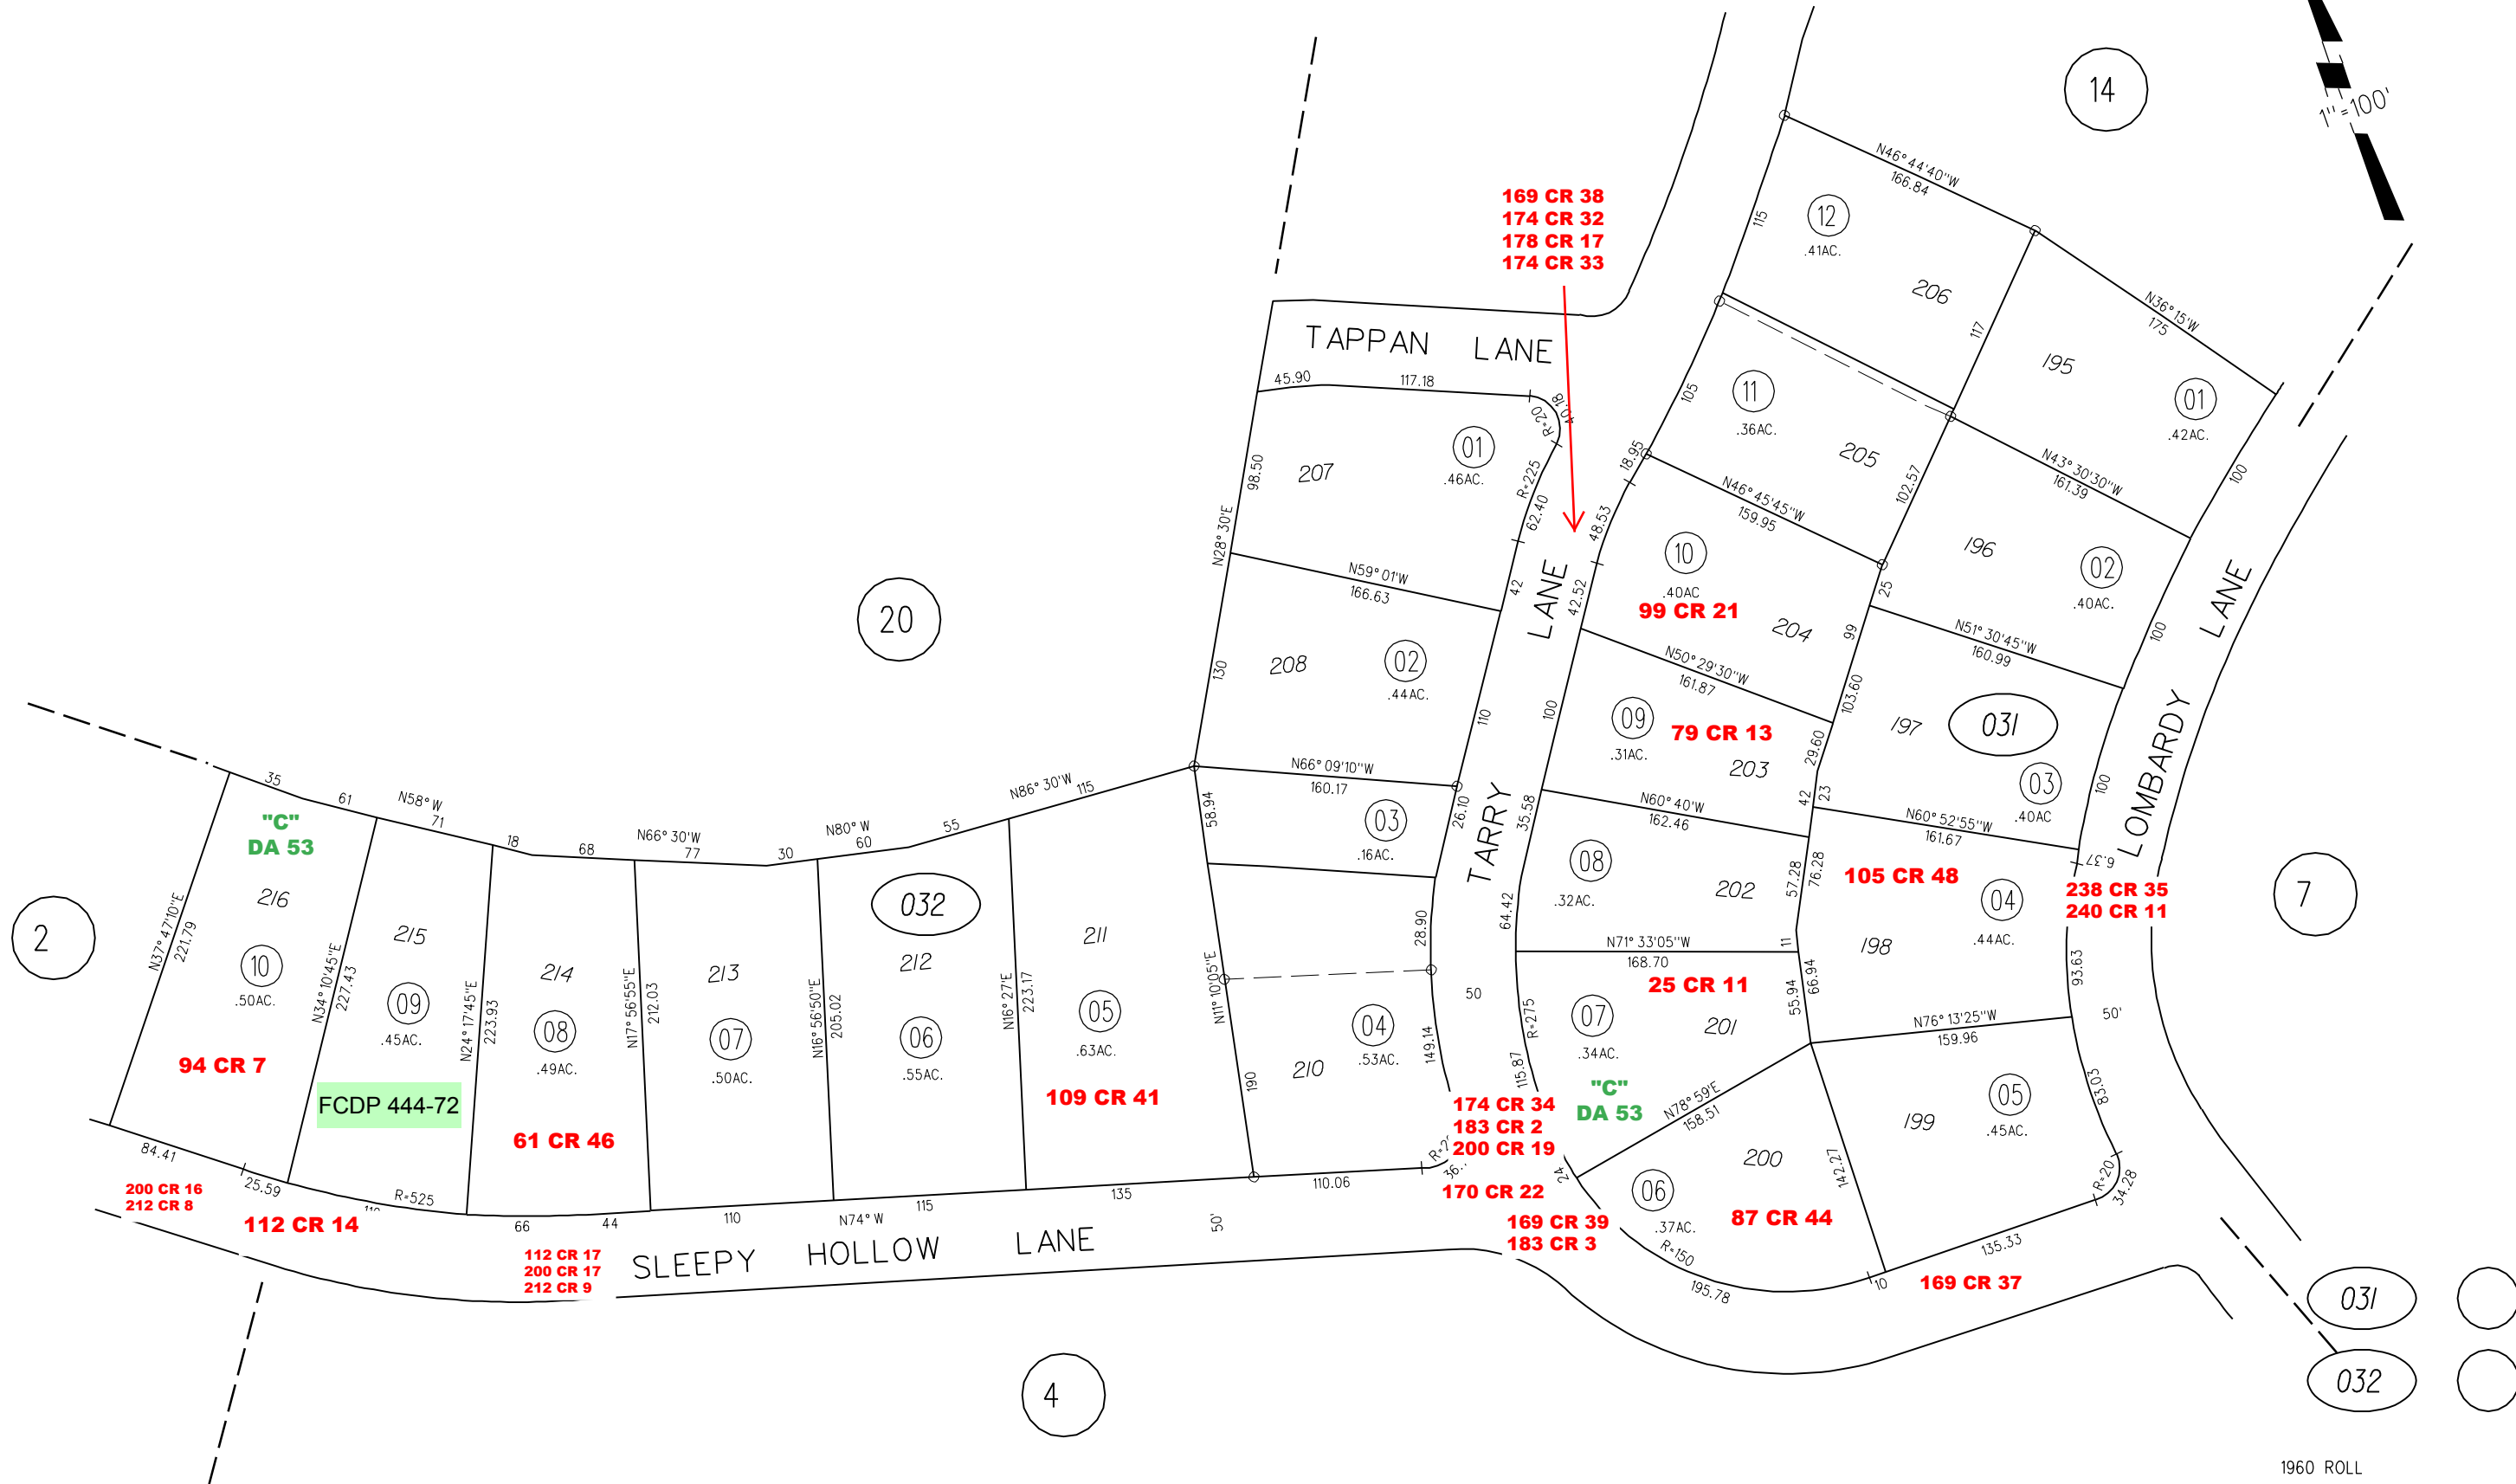 14
1"=100'
N46°44'40"W
166.84
169 CR 38
174 CR 32
178 CR 17
174 CR 33
115
12
.41AC.
206
117
N36°15'W
175
195
01
.42AC.
100
TAPPAN LANE
45.90
117.18
R=20
207
01
.46AC.
98.50
N28°30'E
R=225
62.40
105
11
.36AC.
205
102.57
18.95
48.53
N46°45'45"W
159.95
N43°30'30"W
161.39
196
02
.40AC.
100
20
N59°01'W
166.63
42
208
02
.44AC.
130
110
TARRY LANE
42.52
10
.40AC
99 CR 21
204
25
99
N51°30'45"W
160.99
N50°29'30"W
161.87
100
09
.31AC.
79 CR 13
203
103.60
29.60
197
031
03
.40AC
100
LOMBARDY LANE
N66°09'10"W
160.17
58.94
03
.16AC.
26.10
28.90
35.58
64.42
N60°40'W
162.46
42
23
N60°52'55"W
161.67
6.37
08
.32AC.
202
57.28
76.28
105 CR 48
04
.44AC.
198
238 CR 35
240 CR 11
7
35
61
N58°W
71
18
68
N66°30'W
77
30
N80°W
60
55
N86°30'W
115
"C"
DA 53
216
10
.50AC.
N37°47'10"E
221.79
94 CR 7
2
215
09
.45AC.
N34°10'45"E
227.43
FCDP 444-72
214
08
.49AC.
N24°17'45"E
223.93
61 CR 46
213
07
.50AC.
N17°56'55"E
212.03
032
212
06
.55AC.
N16°56'50"E
205.02
211
05
.63AC.
N16°27'E
223.17
109 CR 41
N11°10'05"E
190
210
04
.53AC.
149.14
50
R=275
115.87
N71°33'05"W
168.70
11
25 CR 11
07
.34AC.
201
55.94
66.94
93.63
50'
N76°13'25"W
159.96
"C"
DA 53
N78°59'E
158.51
174 CR 34
183 CR 2
200 CR 19
170 CR 22
169 CR 39
183 CR 3
24
200
06
.37AC.
87 CR 44
142.27
199
05
.45AC.
83.03
R=20
34.28
135.33
10
R=150
195.78
169 CR 37
84.41
25.59
R=525
200 CR 16
212 CR 8
112 CR 14
66
44
110
N74°W
115
135
110.06
50'
112 CR 17
200 CR 17
212 CR 9
SLEEPY HOLLOW LANE
4
031
032
1960 ROLL